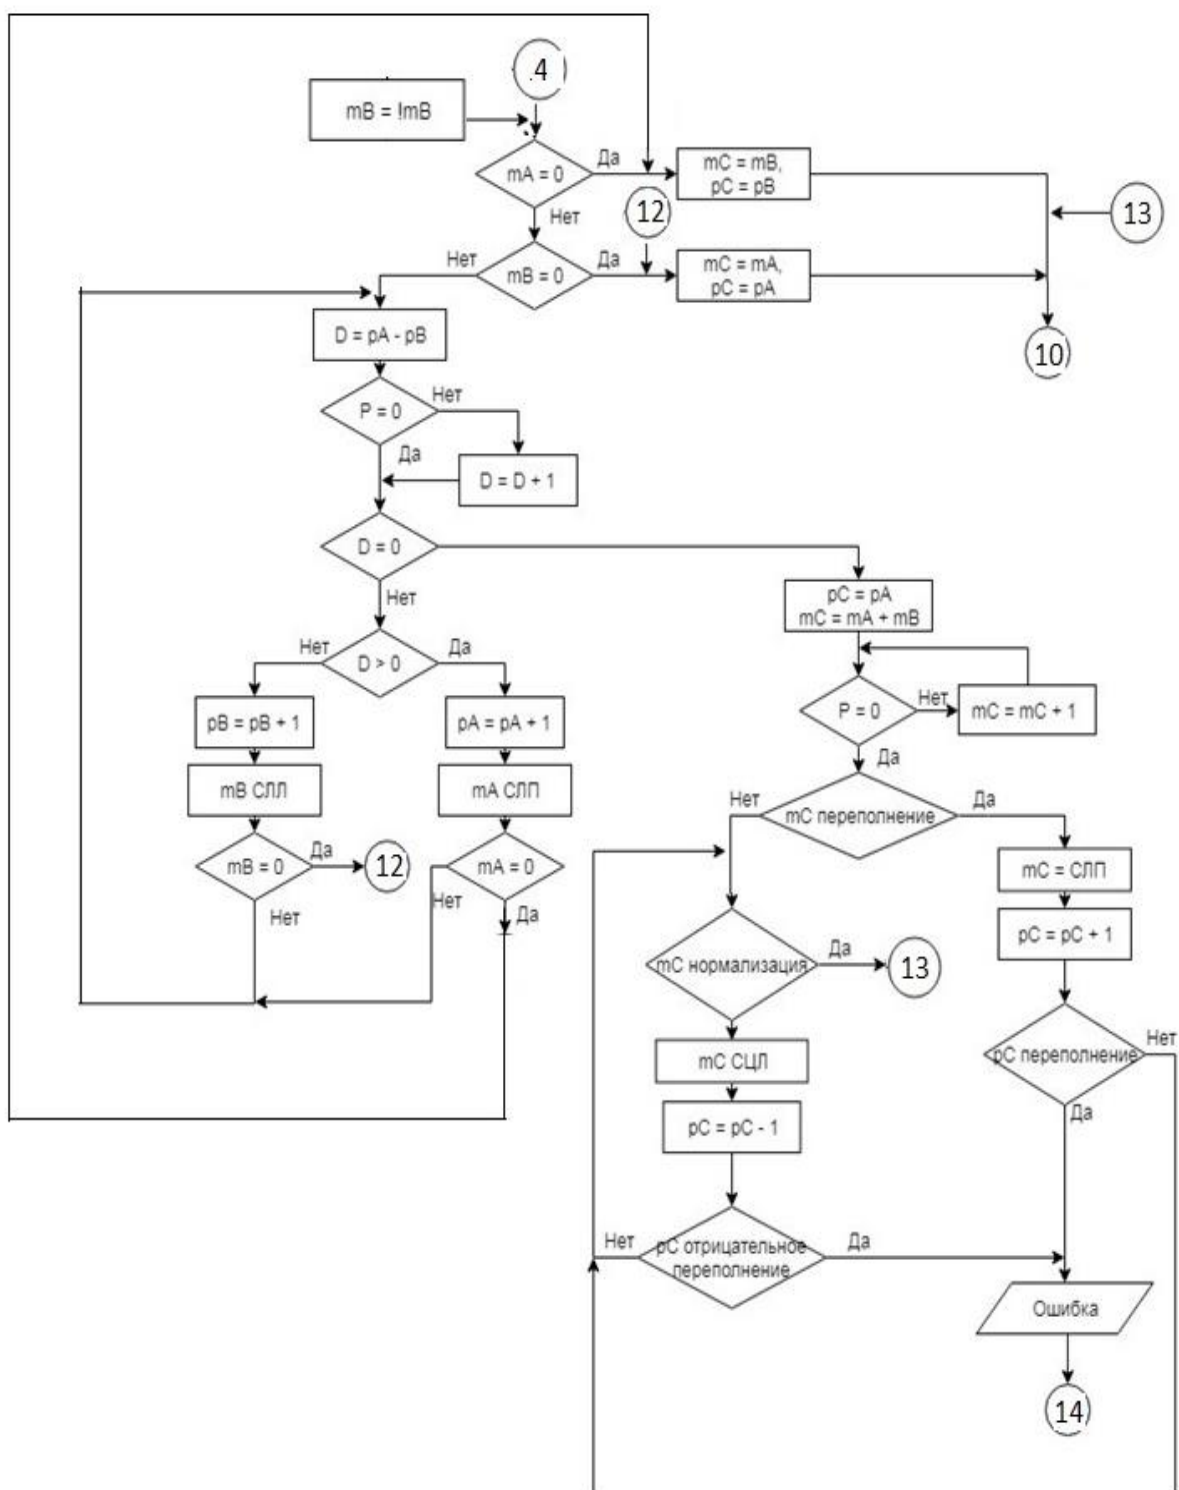 .4
mB = !mB
mA = 0
Да
mC = mB,
pC = pB
Нет
12
13
mB = 0
Нет
Да
mC = mA,
pC = pA
10
D = pA - pB
P = 0
Нет
Да
D = D + 1
D = 0
Нет
pC = pA
mC = mA + mB
D > 0
Нет
Да
P = 0
Нет
mC = mC + 1
Да
pB = pB + 1
pA = pA + 1
mB СЛЛ
mA СЛП
mC переполнение
Нет
Да
mB = 0
Да
12
Нет
mA = 0
Нет
Да
mC = СЛП
pC = pC + 1
mC нормализация
Да
13
pC переполнение
Нет
Да
mC СЦЛ
pC = pC - 1
pC отрицательное
переполнение
Нет
Да
Ошибка
14